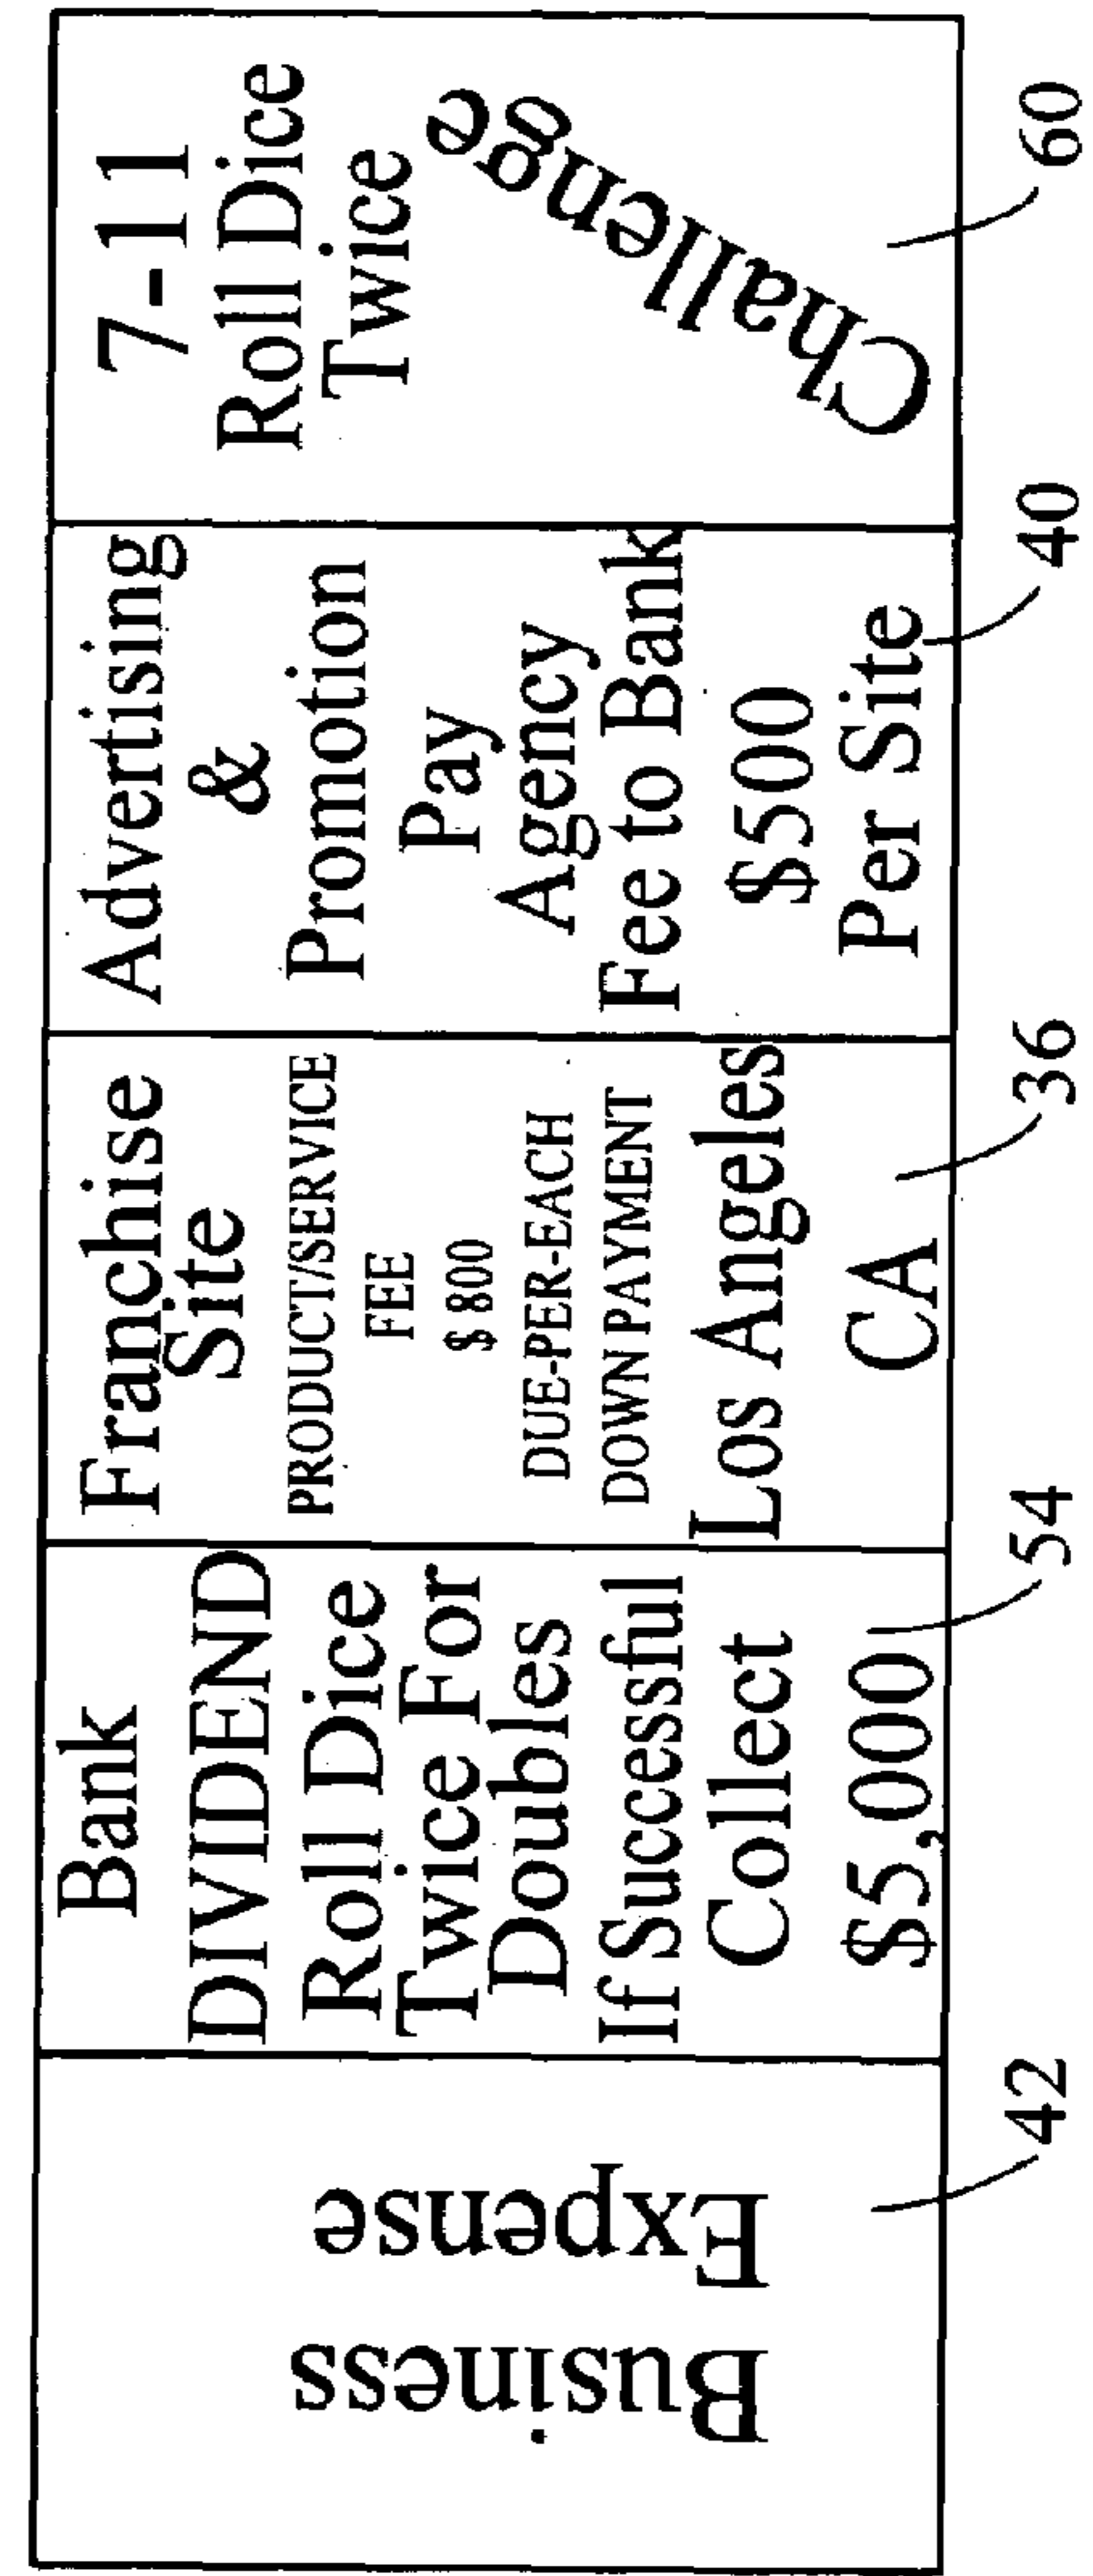 Business
Expense
42
Bank
DIVIDEND
Roll Dice
Twice For
Doubles
If Successful
Collect
$5,000
54
Franchise
Site
PRODUCT/SERVICE
FEE
$ 800
DUE-PER-EACH
DOWN PAYMENT
Los Angeles
CA
36
Advertising
&
Promotion
Pay
Agency
Fee to Bank
$500
Per Site
40
7-11
Roll Dice
Twice
Challenge
60